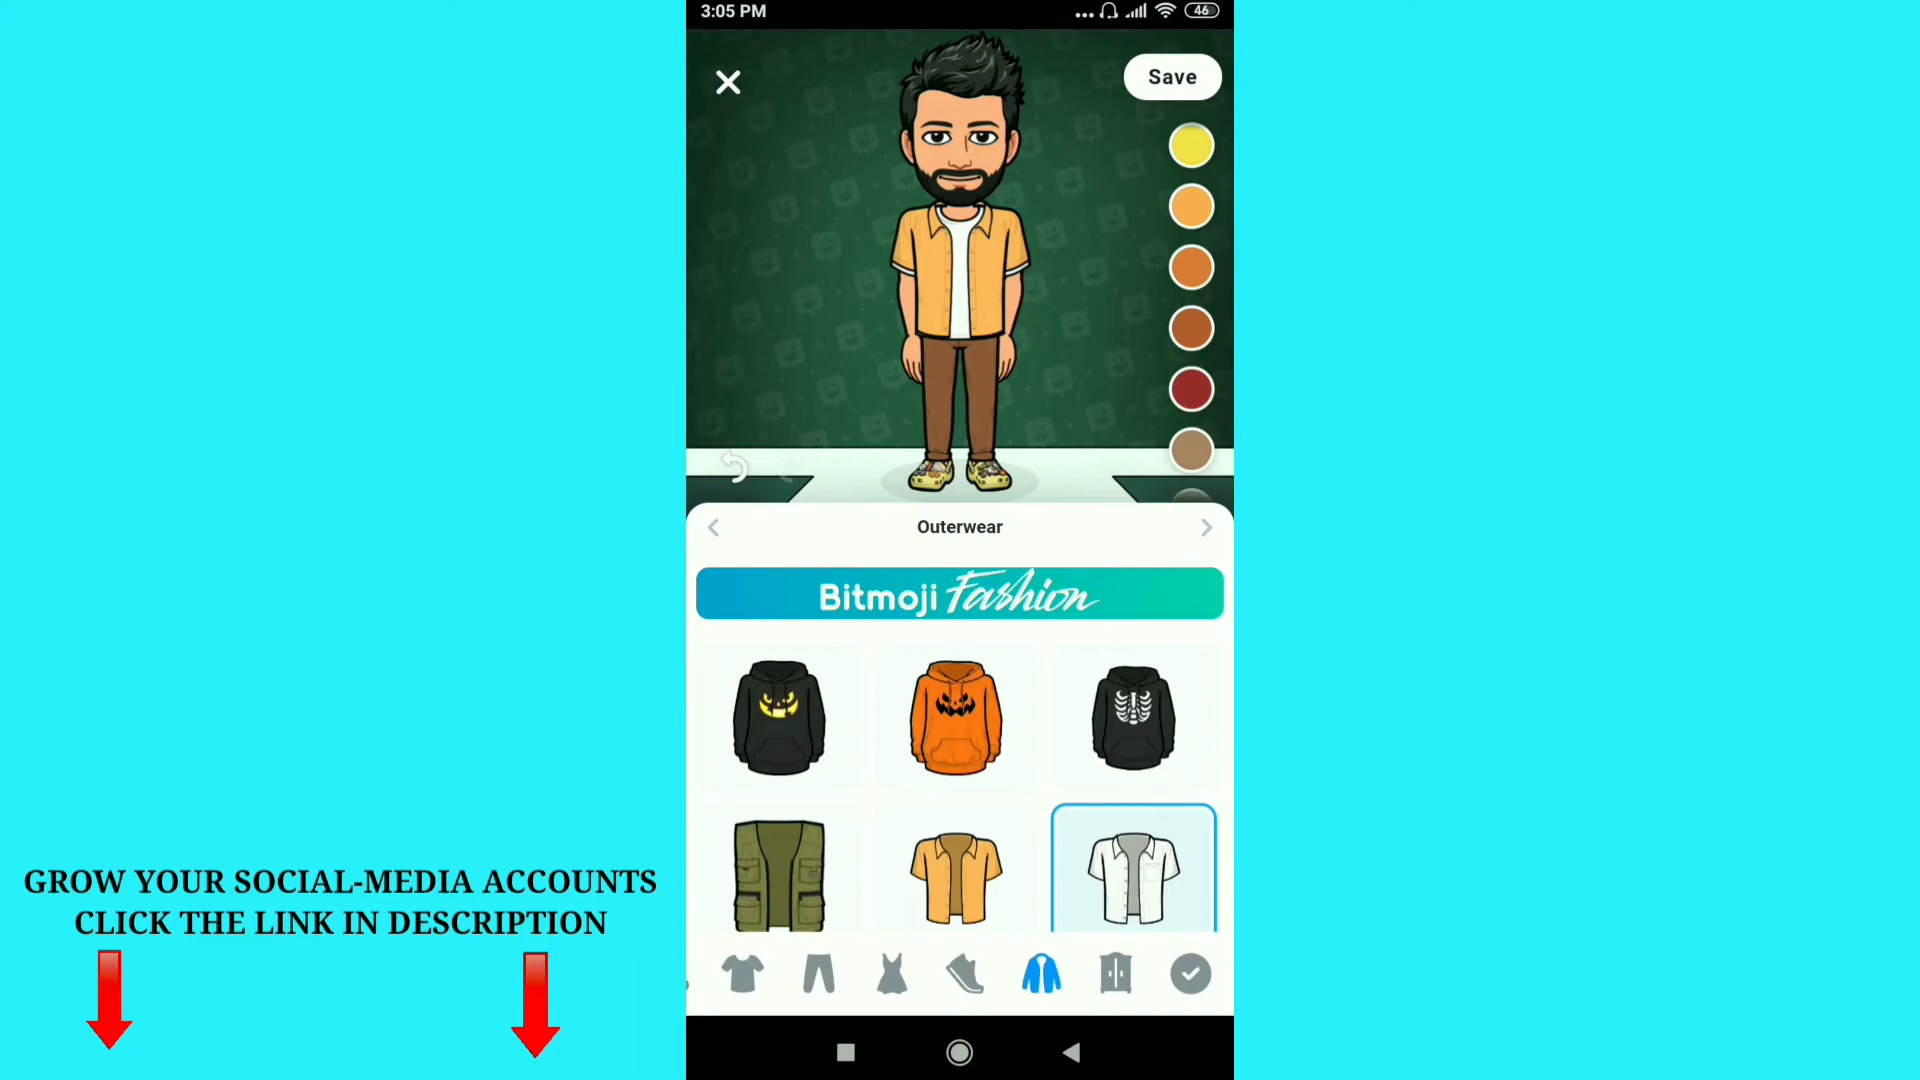 3:05 PM
46
Save
Outerwear
Bitmoji Fashion
GROW YOUR SOCIAL-MEDIA ACCOUNTS
CLICK THE LINK IN DESCRIPTION